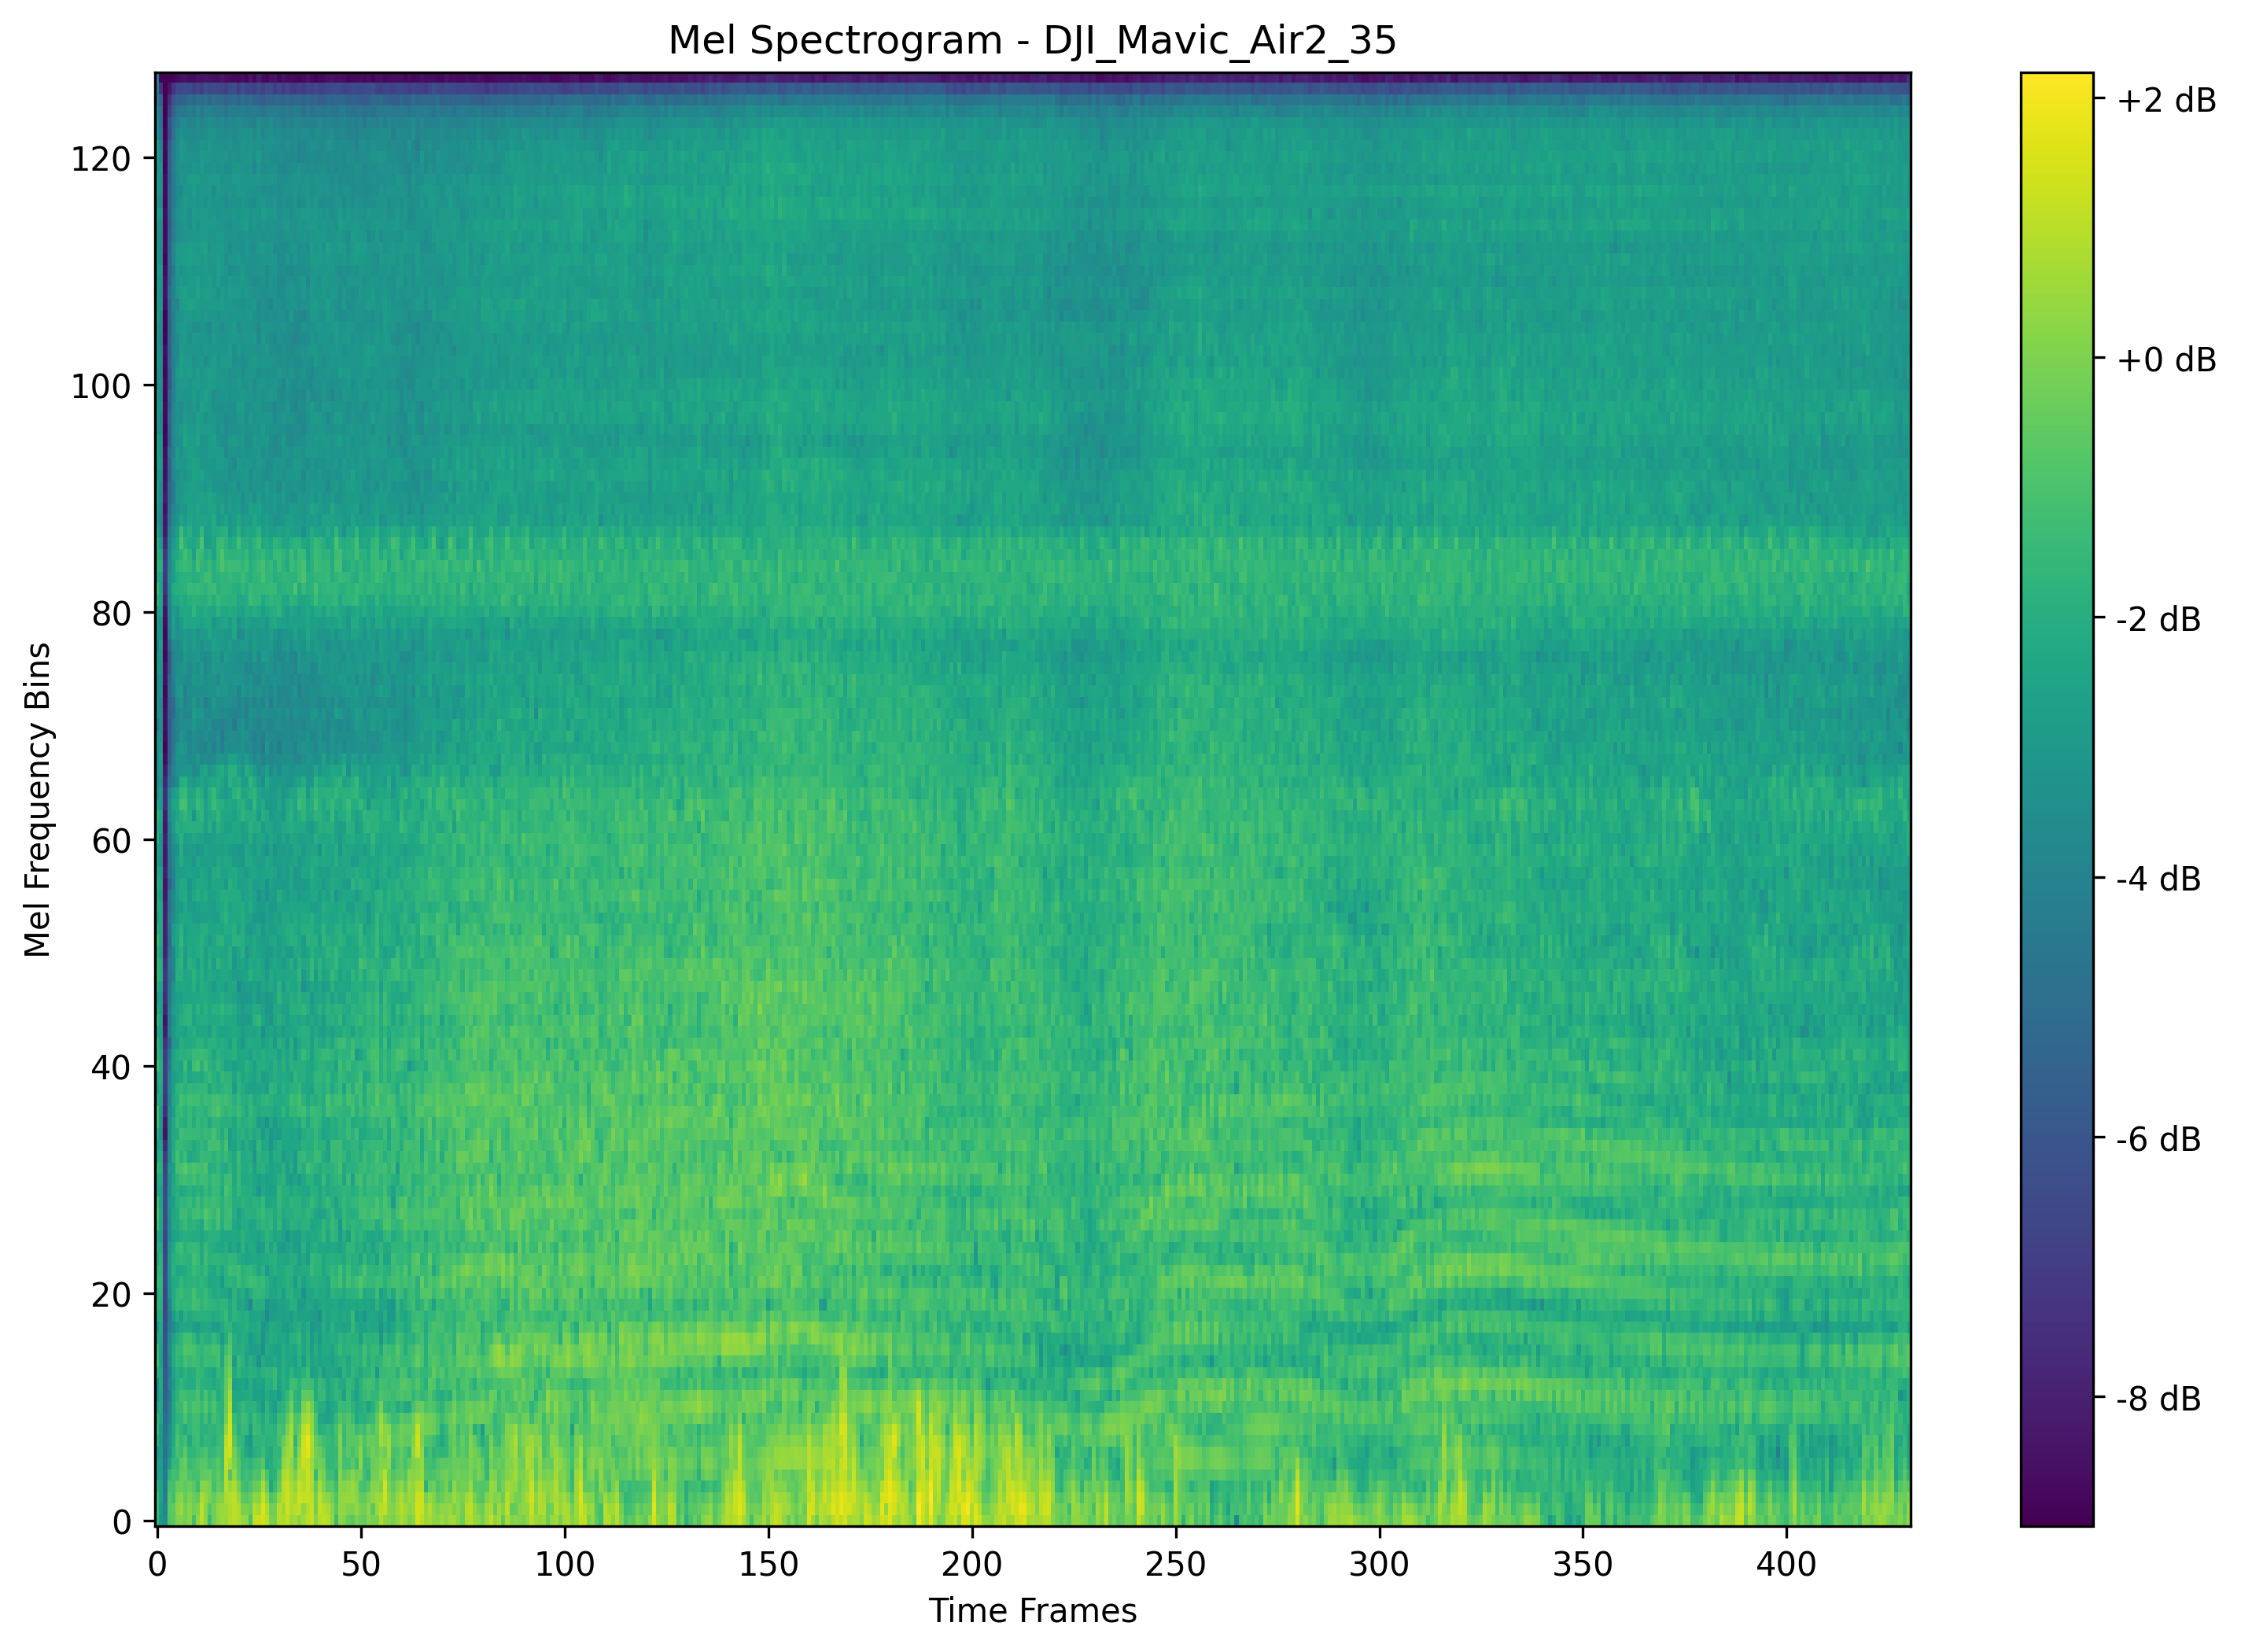 Mel Spectrogram - DJI_Mavic_Air2_35
Mel Frequency Bins
120
100
80
60
40
20
0
0 50 100 150 200 250 300 350 400
Time Frames
+2 dB
+0 dB
-2 dB
-4 dB
-6 dB
-8 dB